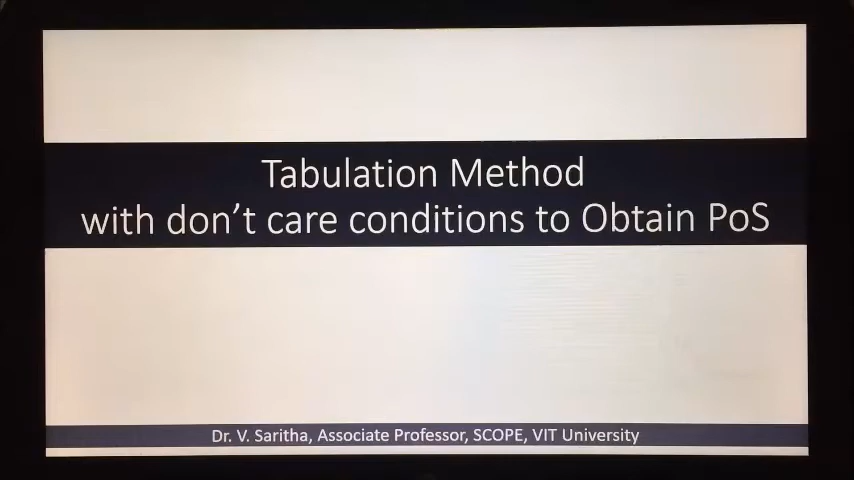 Tabulation Method
with don't care conditions to Obtain PoS
Dr. V. Saritha, Associate Professor, SCOPE, VIT University